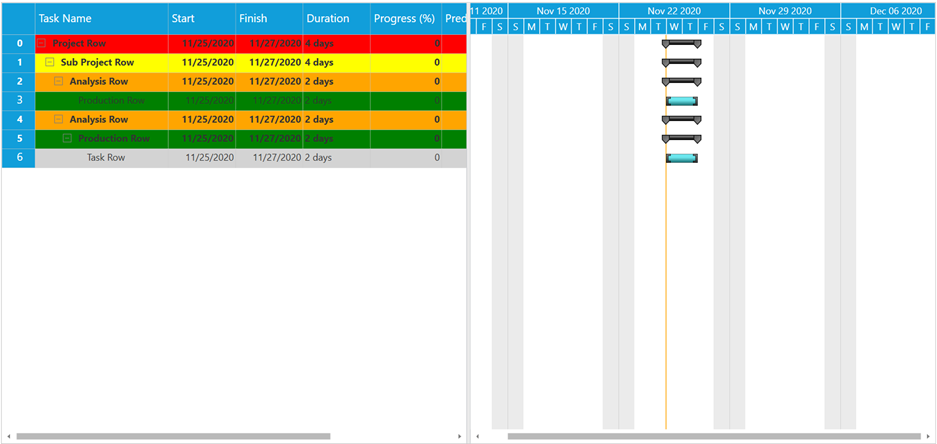 Task Name Start Finish Duration Progress (%) Pred
0 Project Row 11/25/2020 11/27/2020 4 days 0
1 Sub Project Row 11/25/2020 11/27/2020 4 days 0
2 Analysis Row 11/25/2020 11/27/2020 2 days 0
3 Production Row 11/25/2020 11/27/2020 2 days 0
4 Analysis Row 11/25/2020 11/27/2020 2 days 0
5 Production Row 11/25/2020 11/27/2020 2 days 0
6 Task Row 11/25/2020 11/27/2020 2 days 0
11 2020 Nov 15 2020 Nov 22 2020 Nov 29 2020 Dec 06 2020
F S S M T W T F S S M T W T F S S M T W T F S S M T W T F